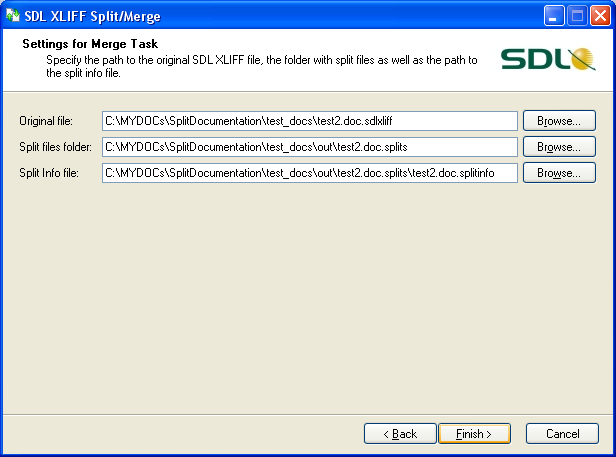 SDL XLIFF Split/Merge
Settings for Merge Task
Specify the path to the original SDL XLIFF file, the folder with split files as well as the path to
the split info file.
SDL
Original file: C:\MYDOCs\SplitDocumentation\test_docs\test2.doc.sdlxliff Browse...
Split files folder: C:\MYDOCs\SplitDocumentation\test_docs\out\test2.doc.splits Browse...
Split Info file: C:\MYDOCs\SplitDocumentation\test_docs\out\test2.doc.splits\test2.doc.splitinfo Browse...
< Back Finish > Cancel